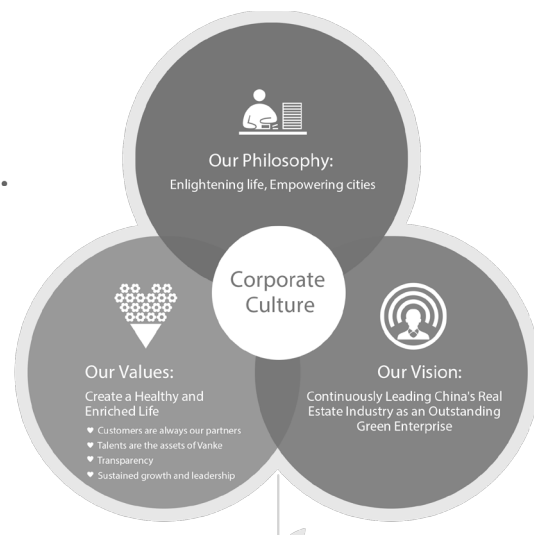 Our Philosophy:
Enlightening life, Empowering cities
Corporate
Culture
Our Values:
Create a Healthy and
Enriched Life
Customers are always our partners
Talents are the assets of Vanke
Transparency
Sustained growth and leadership
Our Vision:
Continuously Leading China's Real
Estate Industry as an Outstanding
Green Enterprise